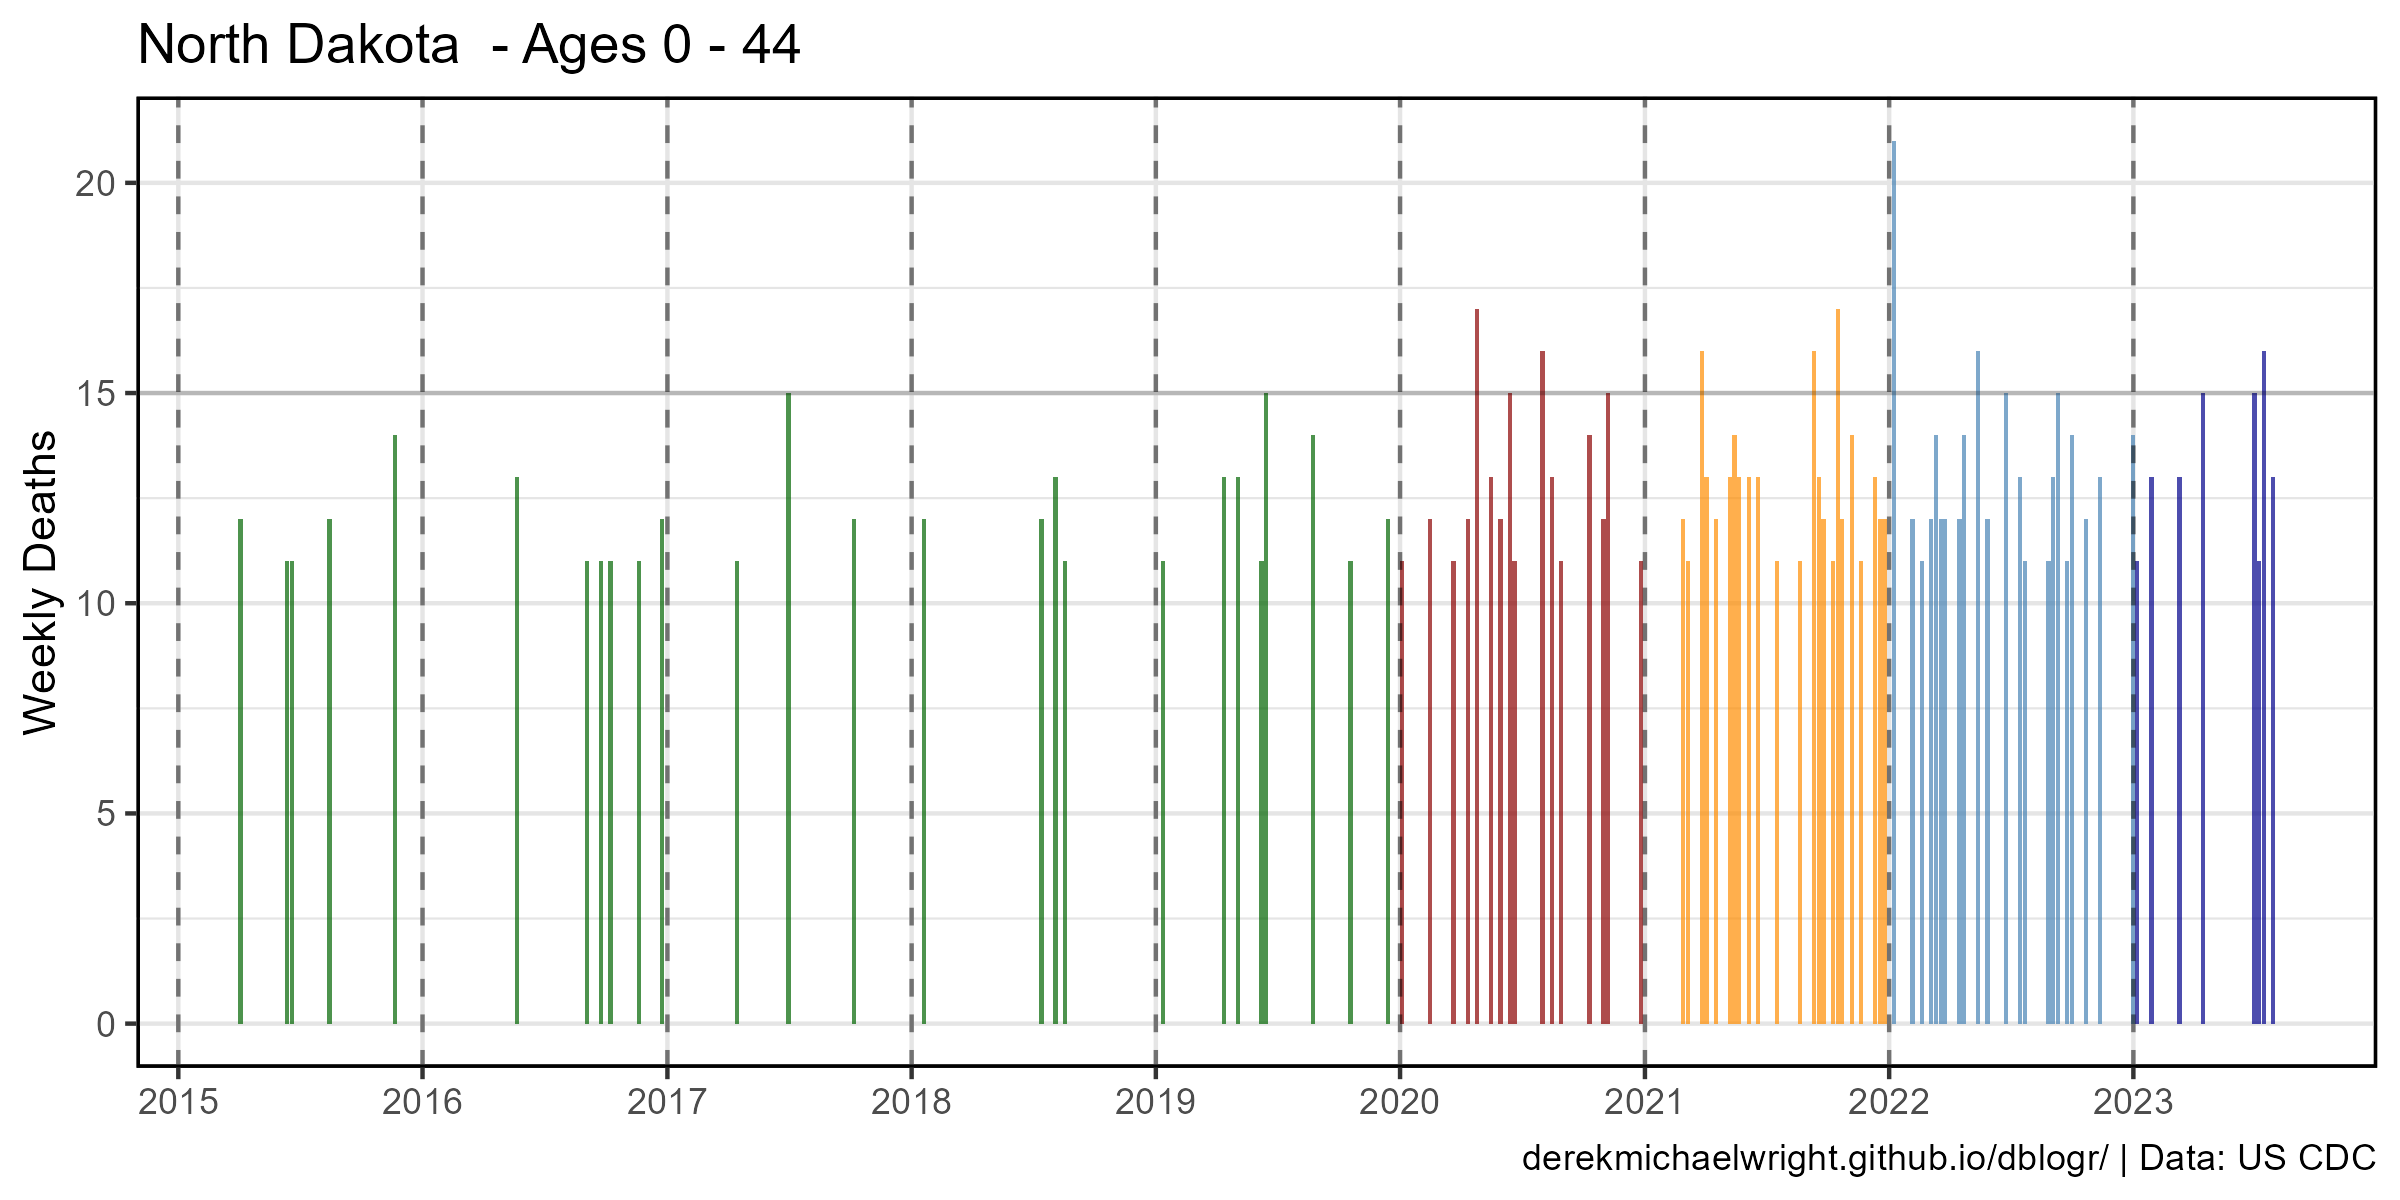 North Dakota  - Ages 0 - 44
Weekly Deaths
20
15
10
5
0
2015 2016 2017 2018 2019 2020 2021 2022 2023
derekmichaelwright.github.io/dblogr/ | Data: US CDC